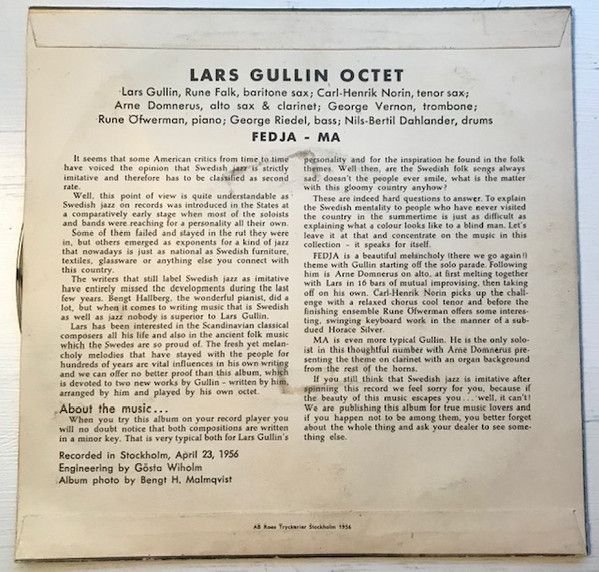 LARS GULLIN OCTET
Lars Gullin, Rune Falk, baritone sax; Carl-Henrik Norin, tenor sax;
Arne Domnerus, alto sax & clarinet; George Vernon, trombone;
Rune Öfwerman, piano; George Riedel, bass; Nils-Bertil Dahlander, drums
FEDJA - MA
It seems that some American critics from time to time
have voiced the opinion that Swedish jazz is strictly
imitative and therefore has to be classified as second
rate.
Well, this point of view is quite understandable as
Swedish jazz on records was introduced in the States at
a comparatively early stage when most of the soloists
and bands were reaching for a personality all their own.
Some of them failed and stayed in the rut they were
in, but others emerged as exponents for a kind of jazz
that nowadays is just as national as Swedish furniture,
textiles, glassware or anything else you connect with
this country.
The writers that still label Swedish jazz as imitative
have entirely missed the developments during the last
few years. Bengt Hallberg, the wonderful pianist, did a
lot, but when it comes to writing music that is Swedish
as well as jazz nobody is superior to Lars Gullin.
Lars has been interested in the Scandinavian classical
composers all his life and also in the ancient folk music
which the Swedes are so proud of. The fresh yet melan-
choly melodies that have stayed with the people for
hundreds of years are vital influences in his own writing
and we can offer no better proof than this album, which
is devoted to two new works by Gullin - written by him,
arranged by him and played by his own octet.
About the music...
When you try this album on your record player you
will no doubt notice that both compositions are written
in a minor key. That is very typical both for Lars Gullin's
personality and for the inspiration he found in the folk
themes. Well then, are the Swedish folk songs always
sad, doesn't the people ever smile, what is the matter
with this gloomy country anyhow?
These are indeed hard questions to answer. To explain
the Swedish mentality to people who have never visited
the country in the summertime is just as difficult as
explaining what a colour looks like to a blind man. Let's
leave it at that and concentrate on the music in this
collection - it speaks for itself.
FEDJA is a beautiful melancholy (there we go again!)
theme with Gullin starting off the solo parade. Following
him is Arne Domnerus on alto, at first melting together
with Lars in 16 bars of mutual improvising, then taking
off on his own. Carl-Henrik Norin picks up the chall-
enge with a relaxed chorus cool tenor and before the
finishing ensemble Rune Öfwerman offers some interes-
ting, swinging keyboard work in the manner of a sub-
dued Horace Silver.
MA is even more typical Gullin. He is the only solo-
ist in this thoughtful number with Arne Domnerus pre-
senting the theme on clarinet with an organ background
from the rest of the horns.
If you still think that Swedish jazz is imitative after
spinning this record we feel sorry for you, because if
the beauty of this music escapes you... well, it can't!
We are publishing this album for true music lovers and
if you happen not to be among them, you better forget
about the whole thing and ask your dealer to see some-
thing else.
Recorded in Stockholm, April 23, 1956
Engineering by Gösta Wiholm
Album photo by Bengt H. Malmqvist
AB Roos Tryckerier Stockholm 1956